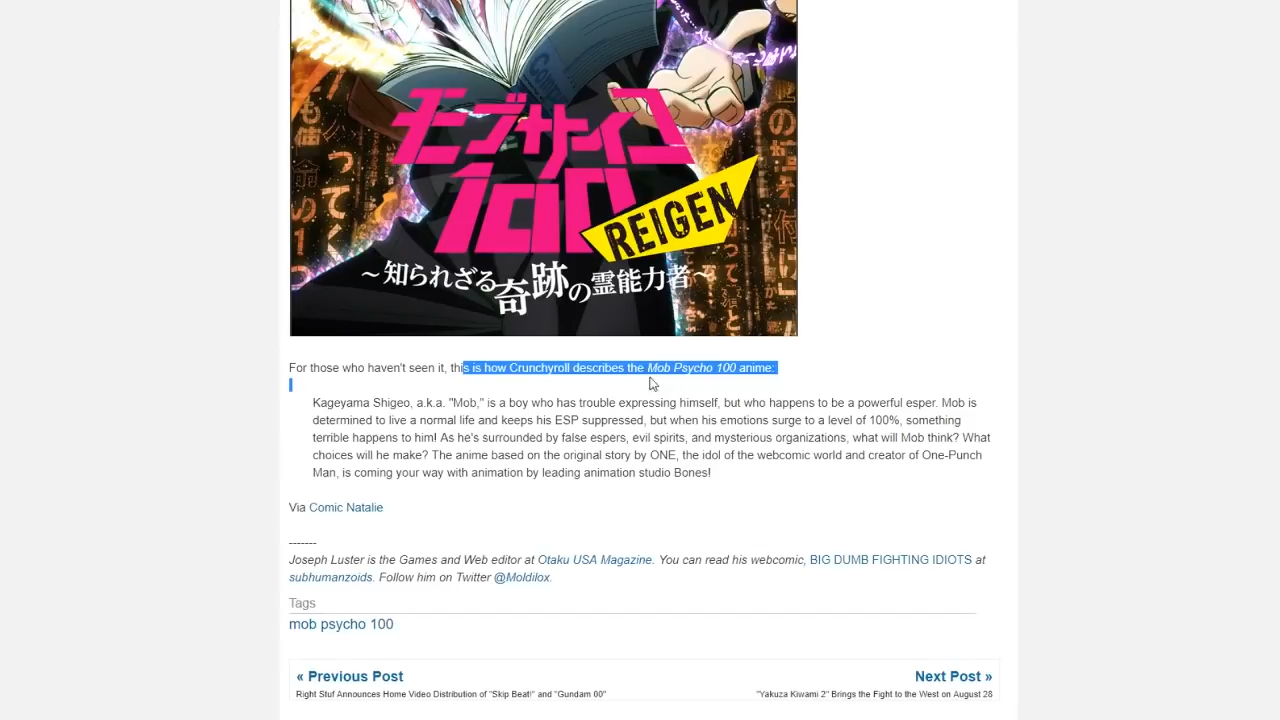 モブサイコ
100
REIGEN
~知られざる奇跡の霊能力者~
For those who haven't seen it, this is how Crunchyroll describes the Mob Psycho 100 anime:
Kageyama Shigeo, a.k.a. "Mob," is a boy who has trouble expressing himself, but who happens to be a powerful esper. Mob is
determined to live a normal life and keeps his ESP suppressed, but when his emotions surge to a level of 100%, something
terrible happens to him! As he's surrounded by false espers, evil spirits, and mysterious organizations, what will Mob think? What
choices will he make? The anime based on the original story by ONE, the idol of the webcomic world and creator of One-Punch
Man, is coming your way with animation by leading animation studio Bones!
Via Comic Natalie
-------
Joseph Luster is the Games and Web editor at Otaku USA Magazine. You can read his webcomic, BIG DUMB FIGHTING IDIOTS at
subhumanzoids. Follow him on Twitter @Moldilox.
Tags
mob psycho 100
« Previous Post
Next Post »
Right Stuf Announces Home Video Distribution of "Skip Beat!" and "Gundam 00"
"Yakuza Kiwami 2" Brings the Fight to the West on August 28